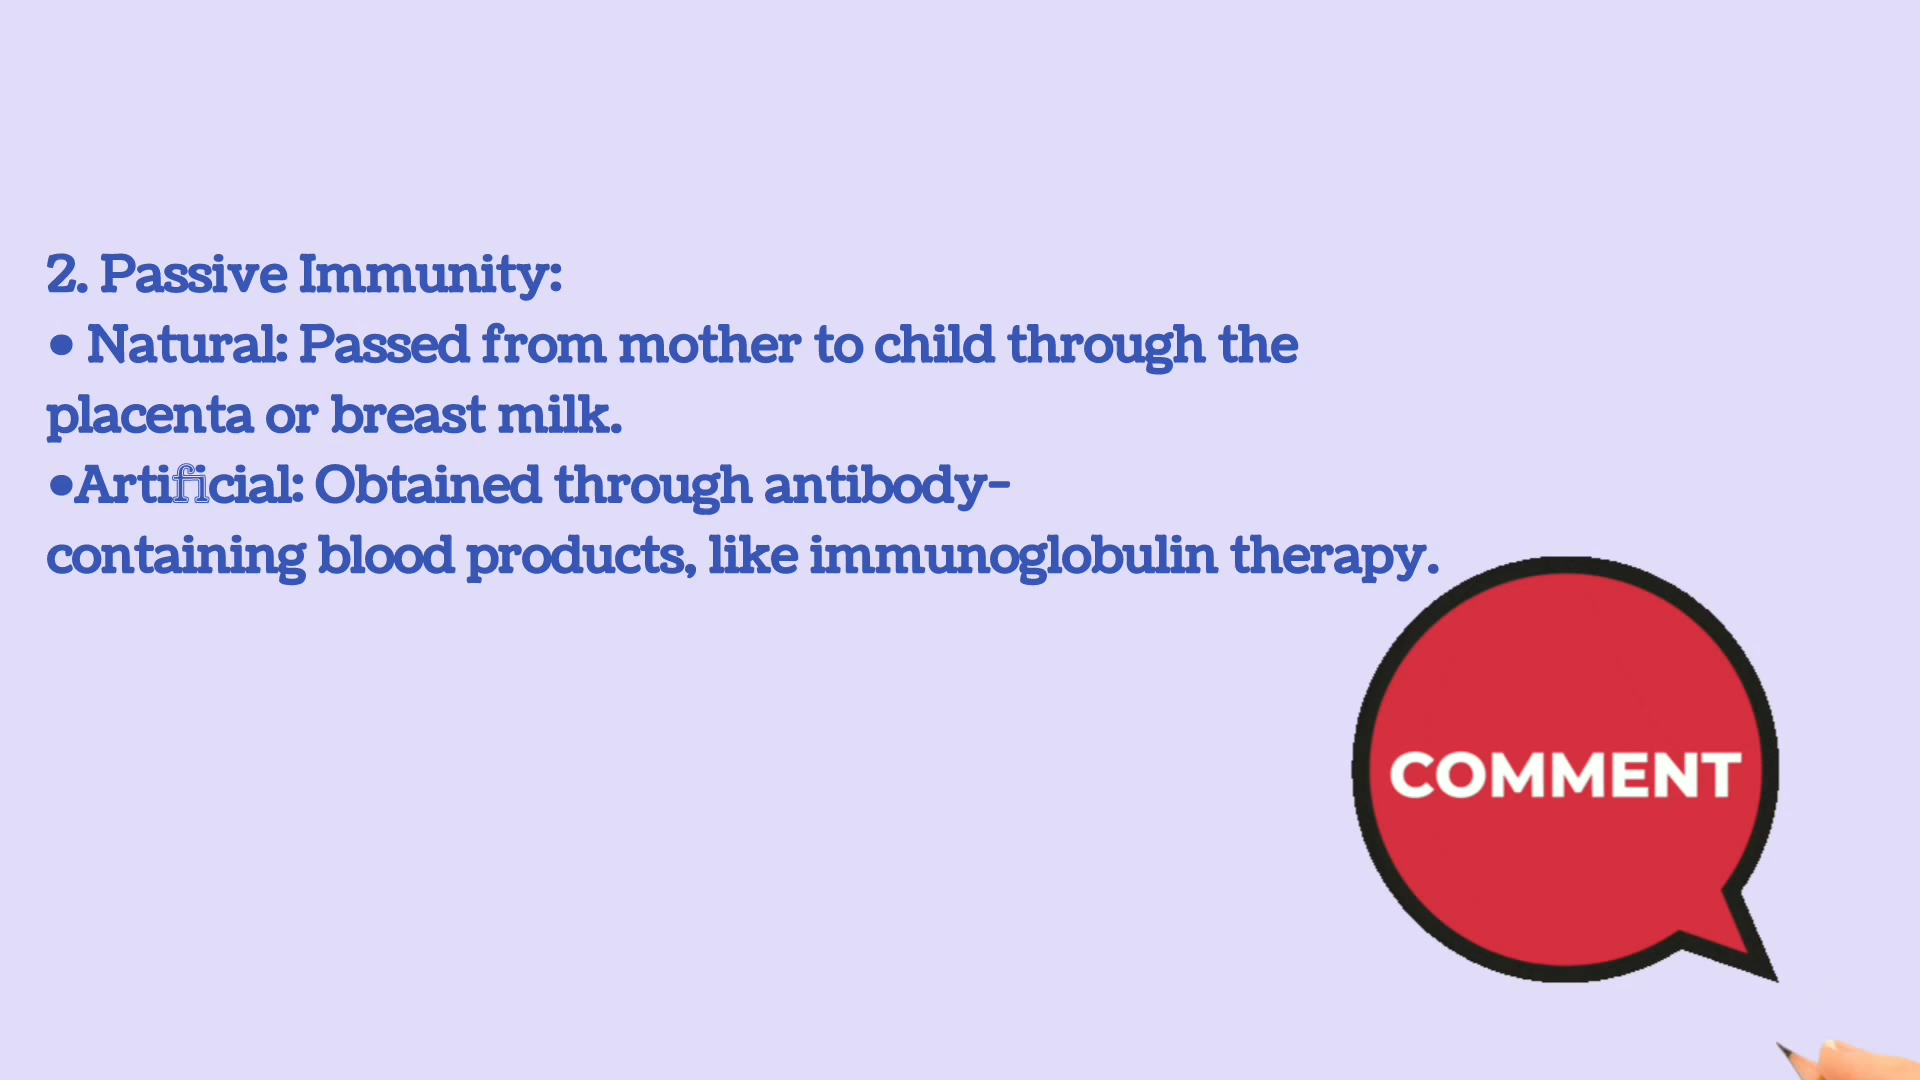 2. Passive Immunity:
• Natural: Passed from mother to child through the
placenta or breast milk.
•Artificial: Obtained through antibody-
containing blood products, like immunoglobulin therapy.
COMMENT